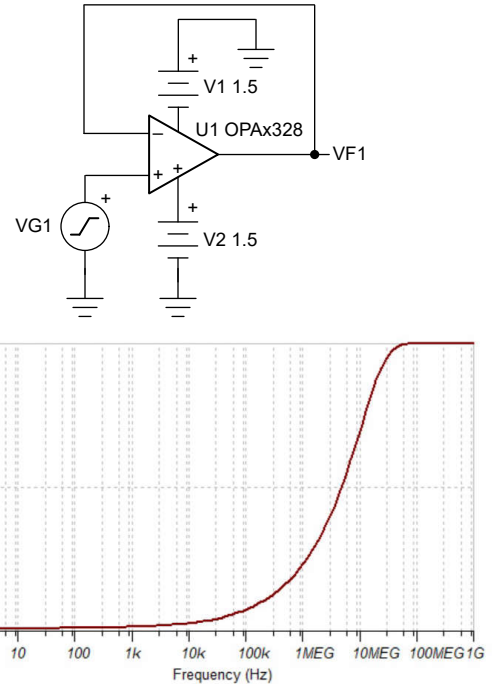 +
V1 1.5
U1 OPAx328
−
+ +
VF1
+
VG1
+
V2 1.5
10 100 1k 10k 100k 1MEG 10MEG 100MEG 1G
Frequency (Hz)